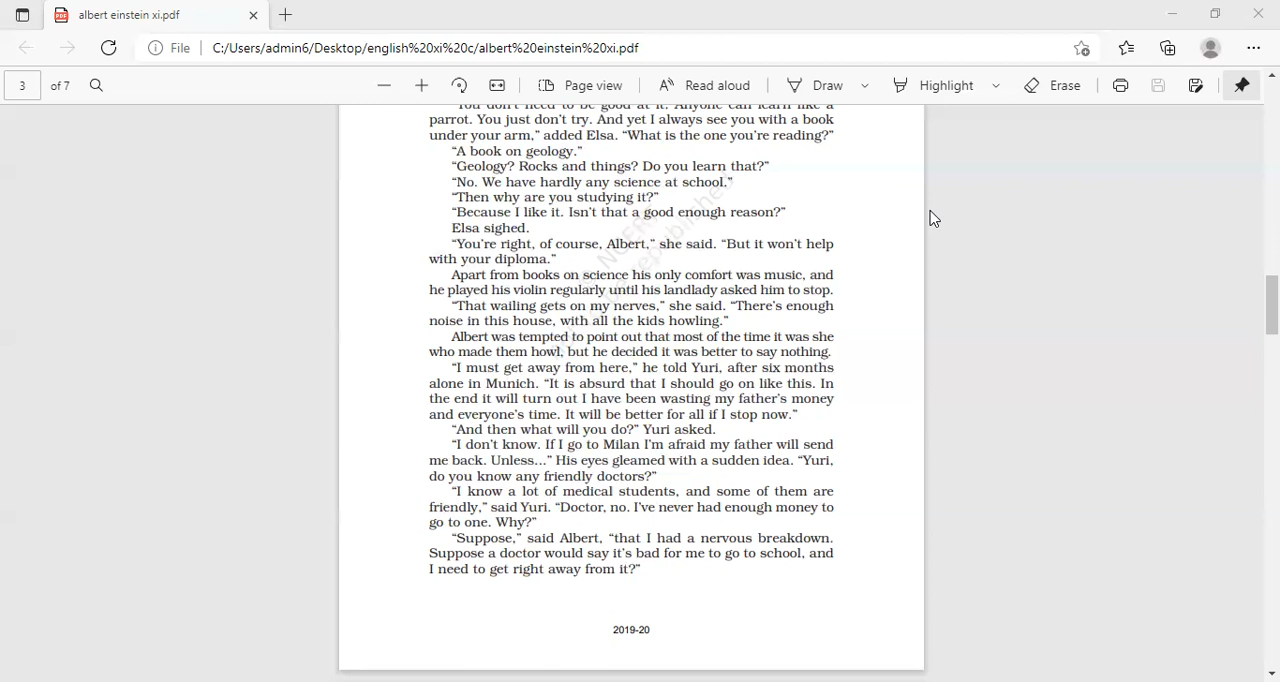 albert einstein xi.pdf
File C:/Users/admin6/Desktop/english%20xi%20c/albert%20einstein%20xi.pdf
3 of 7 Page view Read aloud Draw Highlight Erase
“You don’t need to be good at it. Anyone can learn like a
parrot. You just don’t try. And yet I always see you with a book
under your arm,” added Elsa. “What is the one you’re reading?”
“A book on geology.”
“Geology? Rocks and things? Do you learn that?”
“No. We have hardly any science at school.”
“Then why are you studying it?”
“Because I like it. Isn’t that a good enough reason?”
Elsa sighed.
“You’re right, of course, Albert,” she said. “But it won’t help
with your diploma.”
Apart from books on science his only comfort was music, and
he played his violin regularly until his landlady asked him to stop.
“That wailing gets on my nerves,” she said. “There’s enough
noise in this house, with all the kids howling.”
Albert was tempted to point out that most of the time it was she
who made them howl, but he decided it was better to say nothing.
“I must get away from here,” he told Yuri, after six months
alone in Munich. “It is absurd that I should go on like this. In
the end it will turn out I have been wasting my father’s money
and everyone’s time. It will be better for all if I stop now.”
“And then what will you do?” Yuri asked.
“I don’t know. If I go to Milan I’m afraid my father will send
me back. Unless...” His eyes gleamed with a sudden idea. “Yuri,
do you know any friendly doctors?”
“I know a lot of medical students, and some of them are
friendly,” said Yuri. “Doctor, no. I’ve never had enough money to
go to one. Why?”
“Suppose,” said Albert, “that I had a nervous breakdown.
Suppose a doctor would say it’s bad for me to go to school, and
I need to get right away from it?”
2019-20